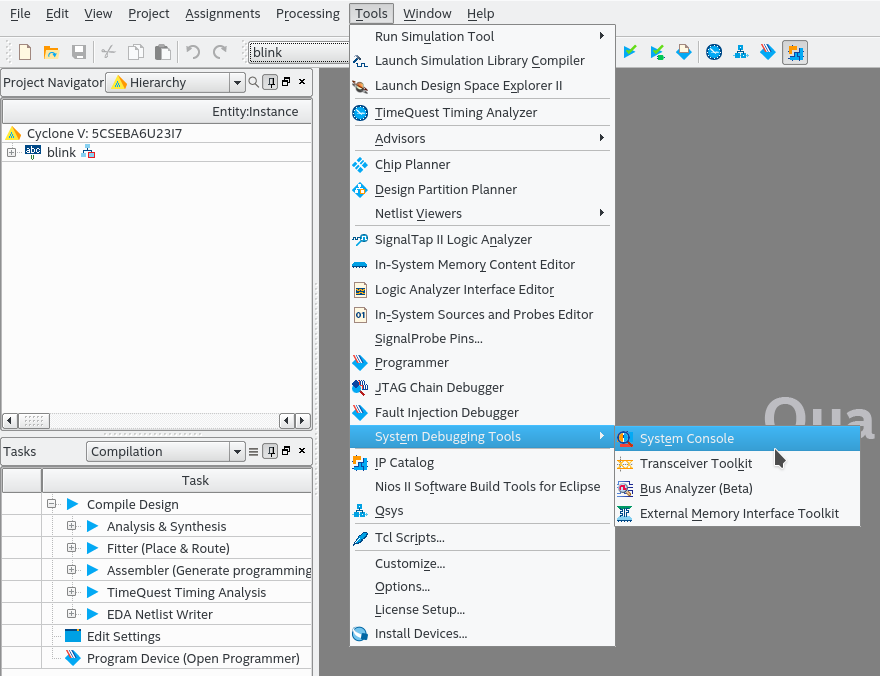 File Edit View Project Assignments Processing Tools Window Help
blink
Project Navigator Hierarchy
Entity:Instance
Cyclone V: 5CSEBA6U23I7
abc blink
Tasks Compilation
Task
Compile Design
Analysis & Synthesis
Fitter (Place & Route)
Assembler (Generate programming
TimeQuest Timing Analysis
EDA Netlist Writer
Edit Settings
Program Device (Open Programmer)
Run Simulation Tool
Launch Simulation Library Compiler
Launch Design Space Explorer II
TimeQuest Timing Analyzer
Advisors
Chip Planner
Design Partition Planner
Netlist Viewers
SignalTap II Logic Analyzer
In-System Memory Content Editor
Logic Analyzer Interface Editor
01 In-System Sources and Probes Editor
SignalProbe Pins...
Programmer
JTAG Chain Debugger
Fault Injection Debugger
System Debugging Tools
IP Catalog
Nios II Software Build Tools for Eclipse
Qsys
Tcl Scripts...
Customize...
Options...
License Setup...
Install Devices...
System Console
Transceiver Toolkit
Bus Analyzer (Beta)
External Memory Interface Toolkit
Qua